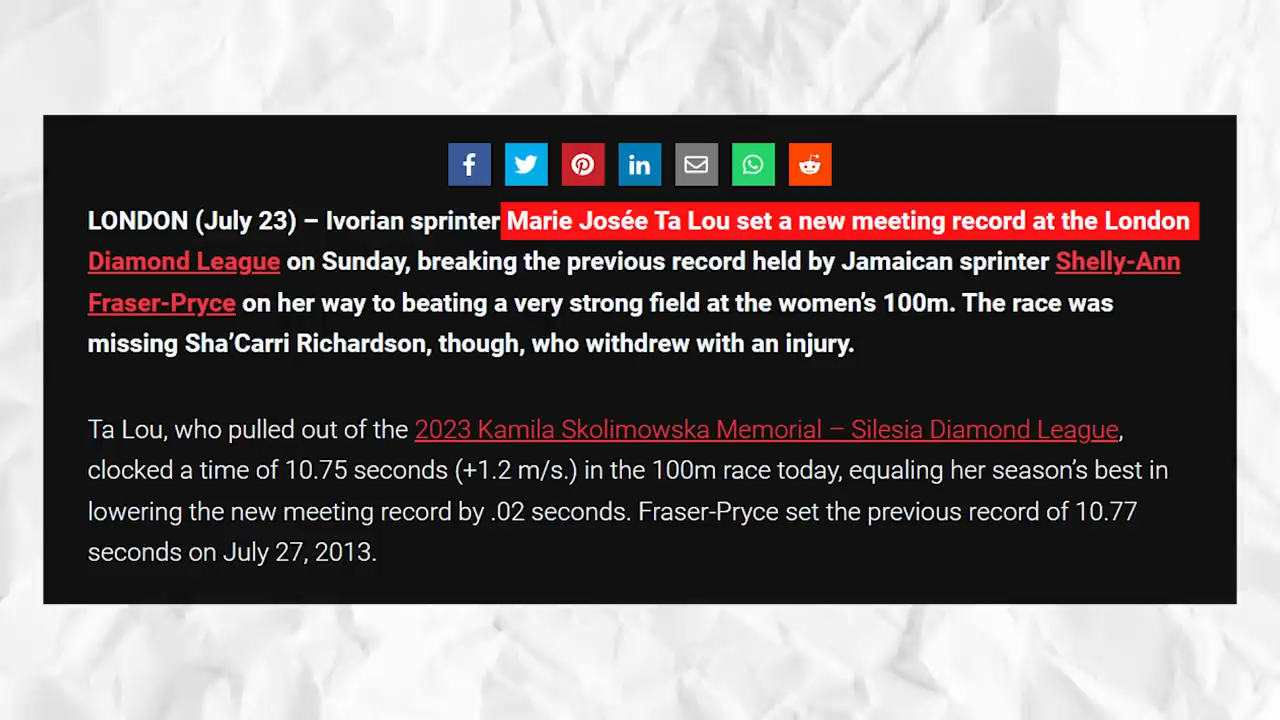 LONDON (July 23) – Ivorian sprinter Marie Josée Ta Lou set a new meeting record at the London
Diamond League on Sunday, breaking the previous record held by Jamaican sprinter Shelly-Ann
Fraser-Pryce on her way to beating a very strong field at the women’s 100m. The race was
missing Sha’Carri Richardson, though, who withdrew with an injury.
Ta Lou, who pulled out of the 2023 Kamila Skolimowska Memorial – Silesia Diamond League,
clocked a time of 10.75 seconds (+1.2 m/s.) in the 100m race today, equaling her season’s best in
lowering the new meeting record by .02 seconds. Fraser-Pryce set the previous record of 10.77
seconds on July 27, 2013.